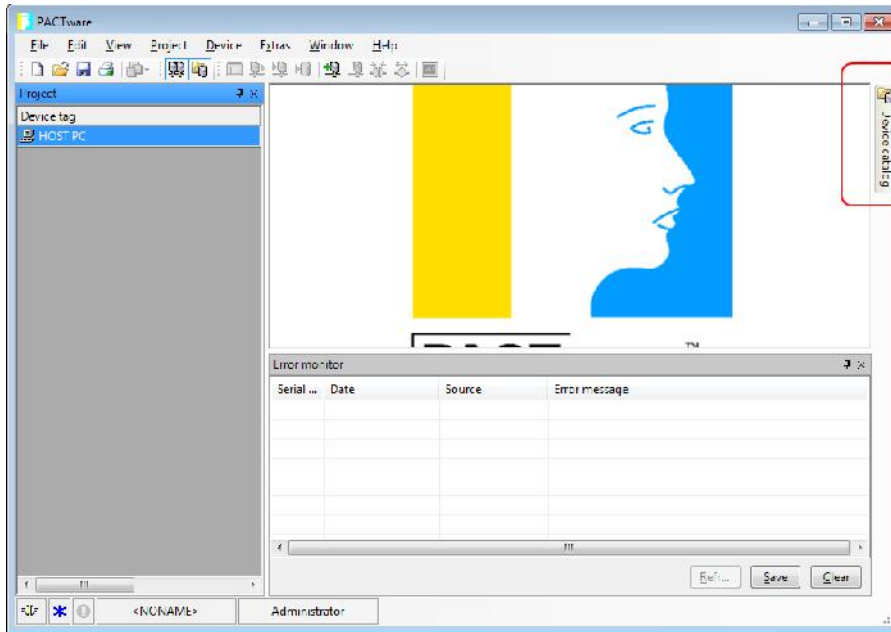 PACTware
File Edit View Project Device Extras Window Help
Project
Device tag
HOST PC
Device catalog
TM
Error monitor
Serial ... Date Source Error message
Save Clear
<NONAME> Administrator